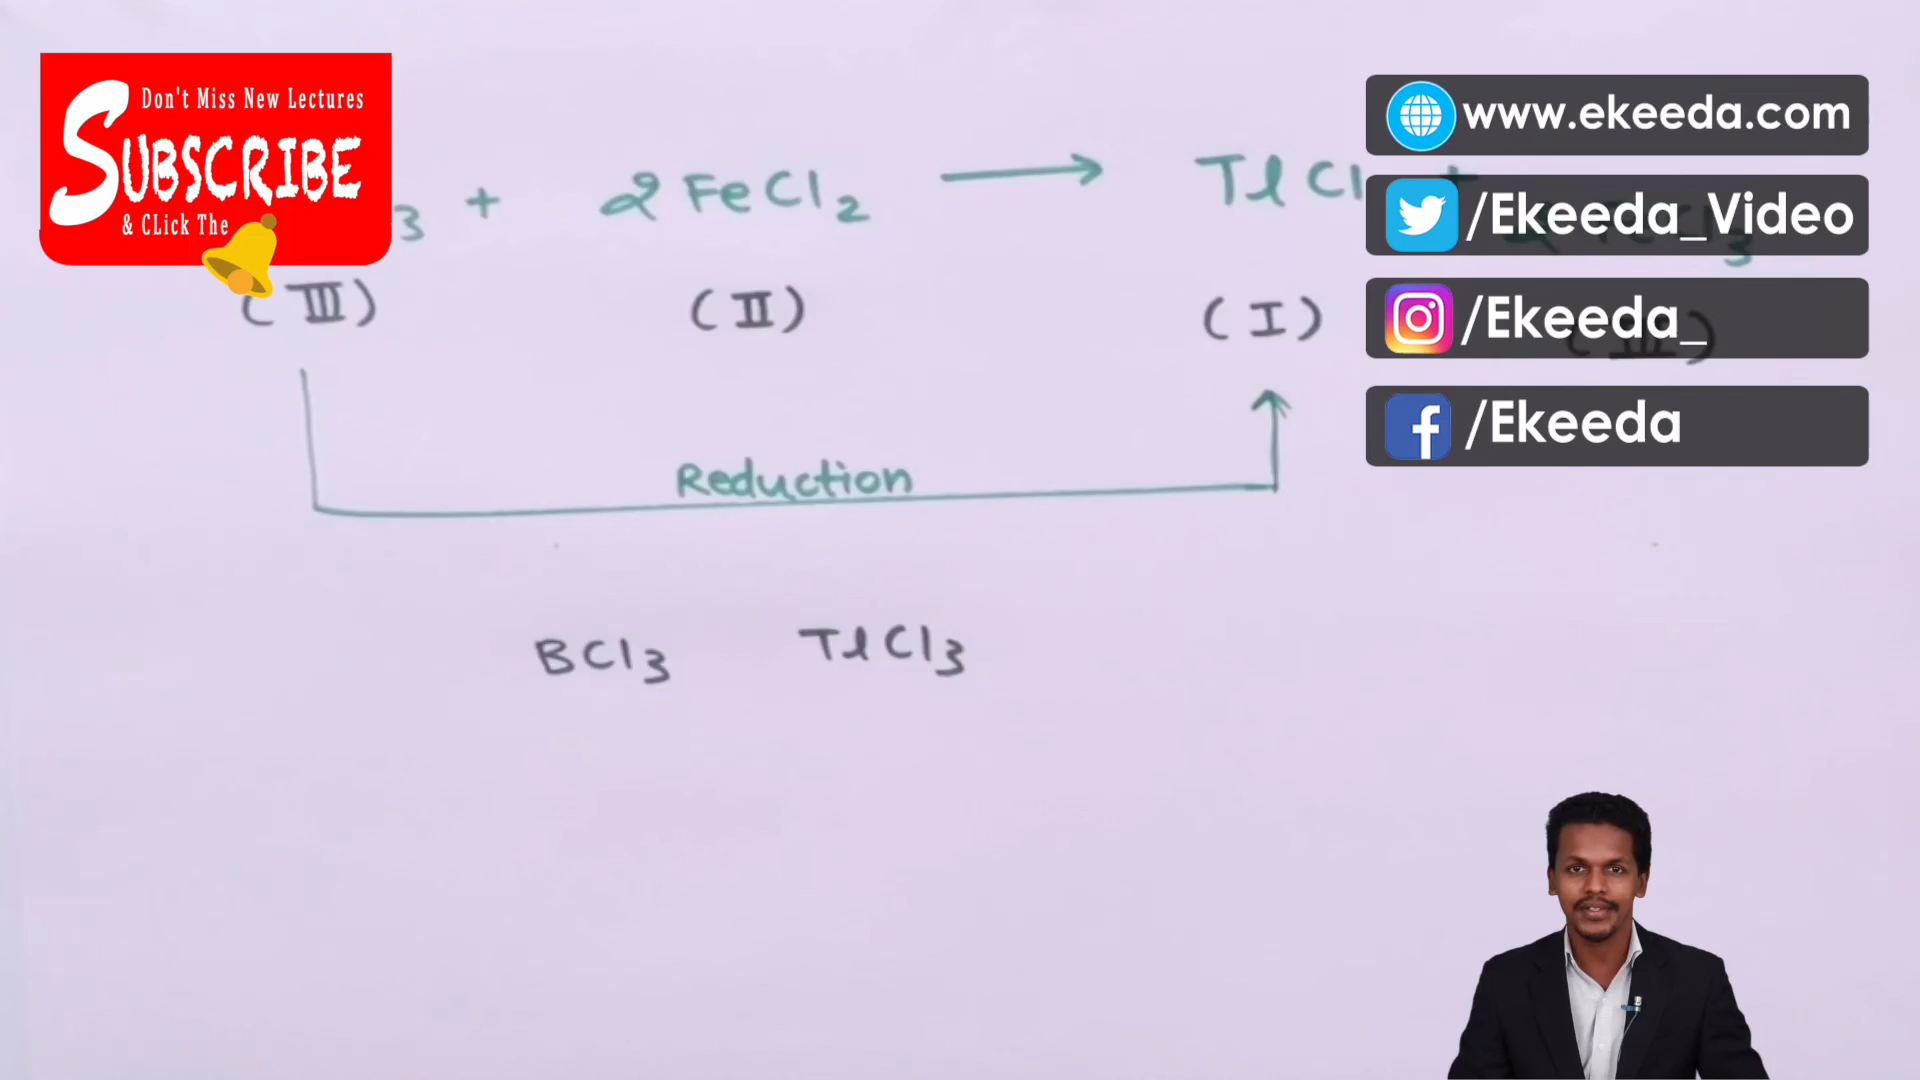 Don't Miss New Lectures
SUBSCRIBE
& CLick The
www.ekeeda.com
/Ekeeda_Video
/Ekeeda_
/Ekeeda
3 + 2 FeCl2 → TlCl +
(III) (II) (I) (III)
Reduction
BCl3 TlCl3